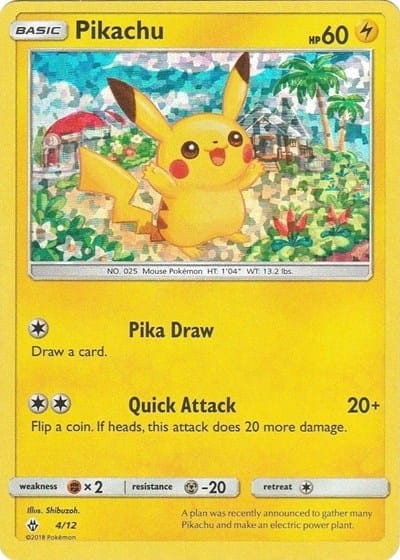 BASIC Pikachu HP60
NO. 025 Mouse Pokémon HT: 1'04" WT: 13.2 lbs.
Pika Draw
Draw a card.
Quick Attack 20+
Flip a coin. If heads, this attack does 20 more damage.
weakness ×2 resistance -20 retreat
Illus. Shibuzoh.
4/12
©2018 Pokémon
A plan was recently announced to gather many
Pikachu and make an electric power plant.